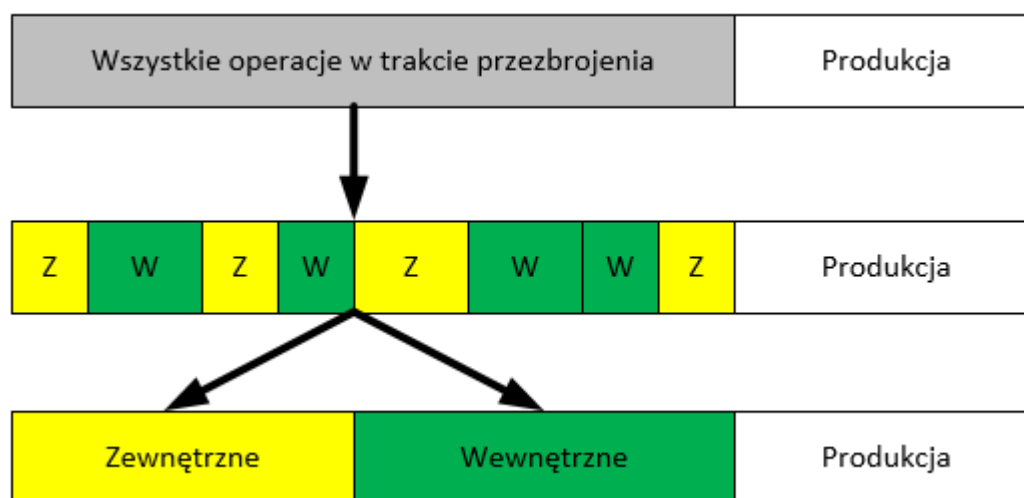 Wszystkie operacje w trakcie przezbrojenia Produkcja
Z W Z W Z W W Z Produkcja
Zewnętrzne Wewnętrzne Produkcja